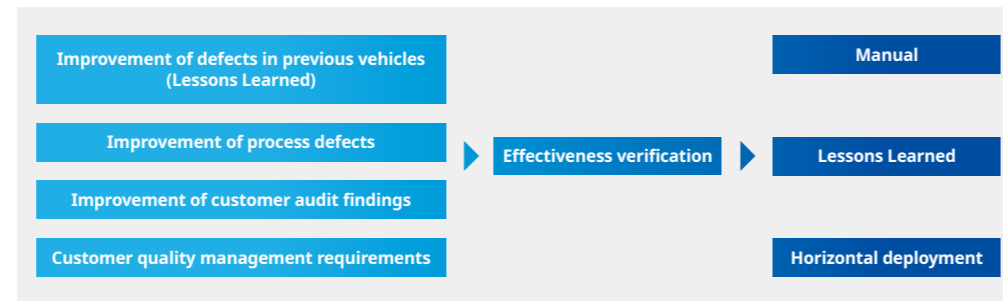 Improvement of defects in previous vehicles
(Lessons Learned)
Improvement of process defects
Improvement of customer audit findings
Customer quality management requirements
Effectiveness verification
Manual
Lessons Learned
Horizontal deployment